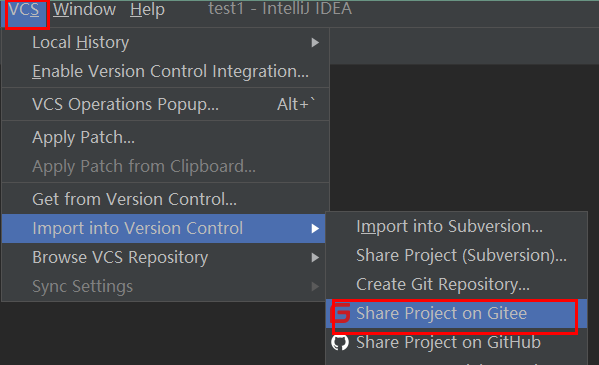 VCS Window Help test1 - IntelliJ IDEA
Local History
Enable Version Control Integration...
VCS Operations Popup... Alt+`
Apply Patch...
Apply Patch from Clipboard...
Get from Version Control...
Import into Version Control
Browse VCS Repository
Sync Settings
Import into Subversion...
Share Project (Subversion)...
Create Git Repository...
Share Project on Gitee
Share Project on GitHub